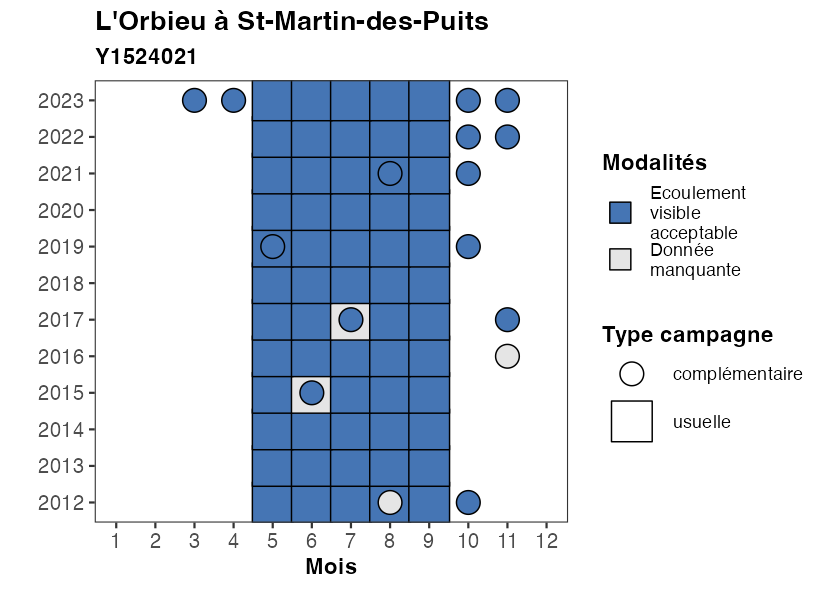 L'Orbieu à St-Martin-des-Puits
Y1524021
2023
2022
2021
2020
2019
2018
2017
2016
2015
2014
2013
2012
1 2 3 4 5 6 7 8 9 10 11 12
Mois
Modalités
Ecoulement
visible
acceptable
Donnée
manquante
Type campagne
complémentaire
usuelle